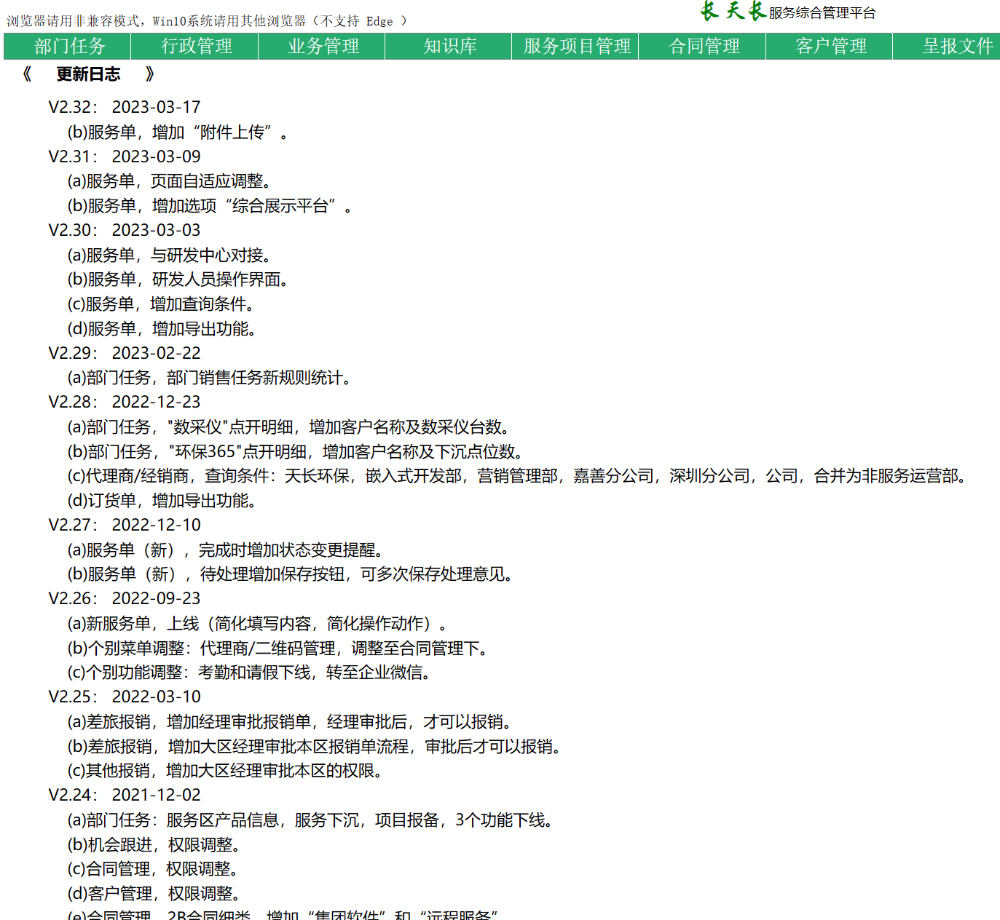 浏览器请用非兼容模式，Win10系统请用其他浏览器（不支持 Edge ）
长天长服务综合管理平台
部门任务 行政管理 业务管理 知识库 服务项目管理 合同管理 客户管理 呈报文件
《 更新日志 》
V2.32： 2023-03-17
(b)服务单，增加“附件上传”。
V2.31： 2023-03-09
(a)服务单，页面自适应调整。
(b)服务单，增加选项“综合展示平台”。
V2.30： 2023-03-03
(a)服务单，与研发中心对接。
(b)服务单，研发人员操作界面。
(c)服务单，增加查询条件。
(d)服务单，增加导出功能。
V2.29： 2023-02-22
(a)部门任务，部门销售任务新规则统计。
V2.28： 2022-12-23
(a)部门任务，"数采仪"点开明细，增加客户名称及数采仪台数。
(b)部门任务，"环保365"点开明细，增加客户名称及下沉点位数。
(c)代理商/经销商，查询条件：天长环保，嵌入式开发部，营销管理部，嘉善分公司，深圳分公司，公司，合并为非服务运营部。
(d)订货单，增加导出功能。
V2.27： 2022-12-10
(a)服务单（新），完成时增加状态变更提醒。
(b)服务单（新），待处理增加保存按钮，可多次保存处理意见。
V2.26： 2022-09-23
(a)新服务单，上线（简化填写内容，简化操作动作）。
(b)个别菜单调整：代理商/二维码管理，调整至合同管理下。
(c)个别功能调整：考勤和请假下线，转至企业微信。
V2.25： 2022-03-10
(a)差旅报销，增加经理审批报销单，经理审批后，才可以报销。
(b)差旅报销，增加大区经理审批本区报销单流程，审批后才可以报销。
(c)其他报销，增加大区经理审批本区的权限。
V2.24： 2021-12-02
(a)部门任务：服务区产品信息，服务下沉，项目报备，3个功能下线。
(b)机会跟进，权限调整。
(c)合同管理，权限调整。
(d)客户管理，权限调整。
(e)合同管理，2B合同细类，增加“集团软件”和“远程服务”